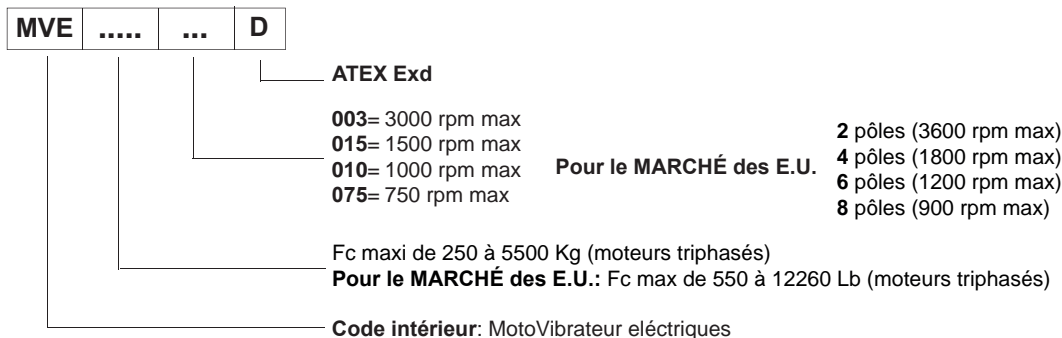 MVE ..... ... D
ATEX Exd
003= 3000 rpm max
015= 1500 rpm max
010= 1000 rpm max
075= 750 rpm max
Pour le MARCHÉ des E.U.
2 pôles (3600 rpm max)
4 pôles (1800 rpm max)
6 pôles (1200 rpm max)
8 pôles (900 rpm max)
Fc maxi de 250 à 5500 Kg (moteurs triphasés)
Pour le MARCHÉ des E.U.: Fc max de 550 à 12260 Lb (moteurs triphasés)
Code intérieur: MotoVibrateur eléctriques